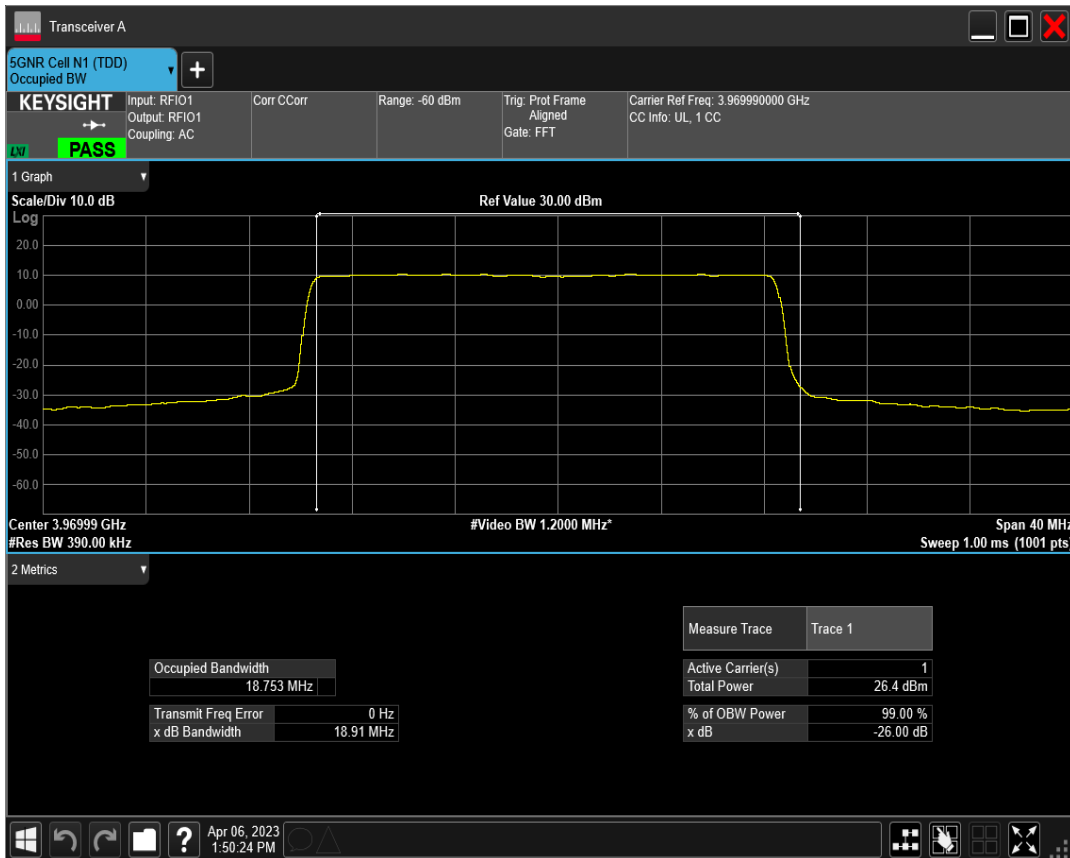 Transceiver A
5GNR Cell N1 (TDD)
Occupied BW
+
KEYSIGHT
LXI
PASS
Input: RFIO1
Output: RFIO1
Coupling: AC
Corr CCorr
Range: -60 dBm
Trig: Prot Frame
Aligned
Gate: FFT
Carrier Ref Freq: 3.969990000 GHz
CC Info: UL, 1 CC
1 Graph
Scale/Div 10.0 dB
Ref Value 30.00 dBm
Log
20.0
10.0
0.00
-10.0
-20.0
-30.0
-40.0
-50.0
-60.0
Center 3.96999 GHz
#Video BW 1.2000 MHz*
Span 40 MHz
#Res BW 390.00 kHz
Sweep 1.00 ms (1001 pts)
2 Metrics
Measure Trace Trace 1
Occupied Bandwidth
18.753 MHz
Active Carrier(s) 1
Total Power 26.4 dBm
Transmit Freq Error 0 Hz
x dB Bandwidth 18.91 MHz
% of OBW Power 99.00 %
x dB -26.00 dB
?
Apr 06, 2023
1:50:24 PM